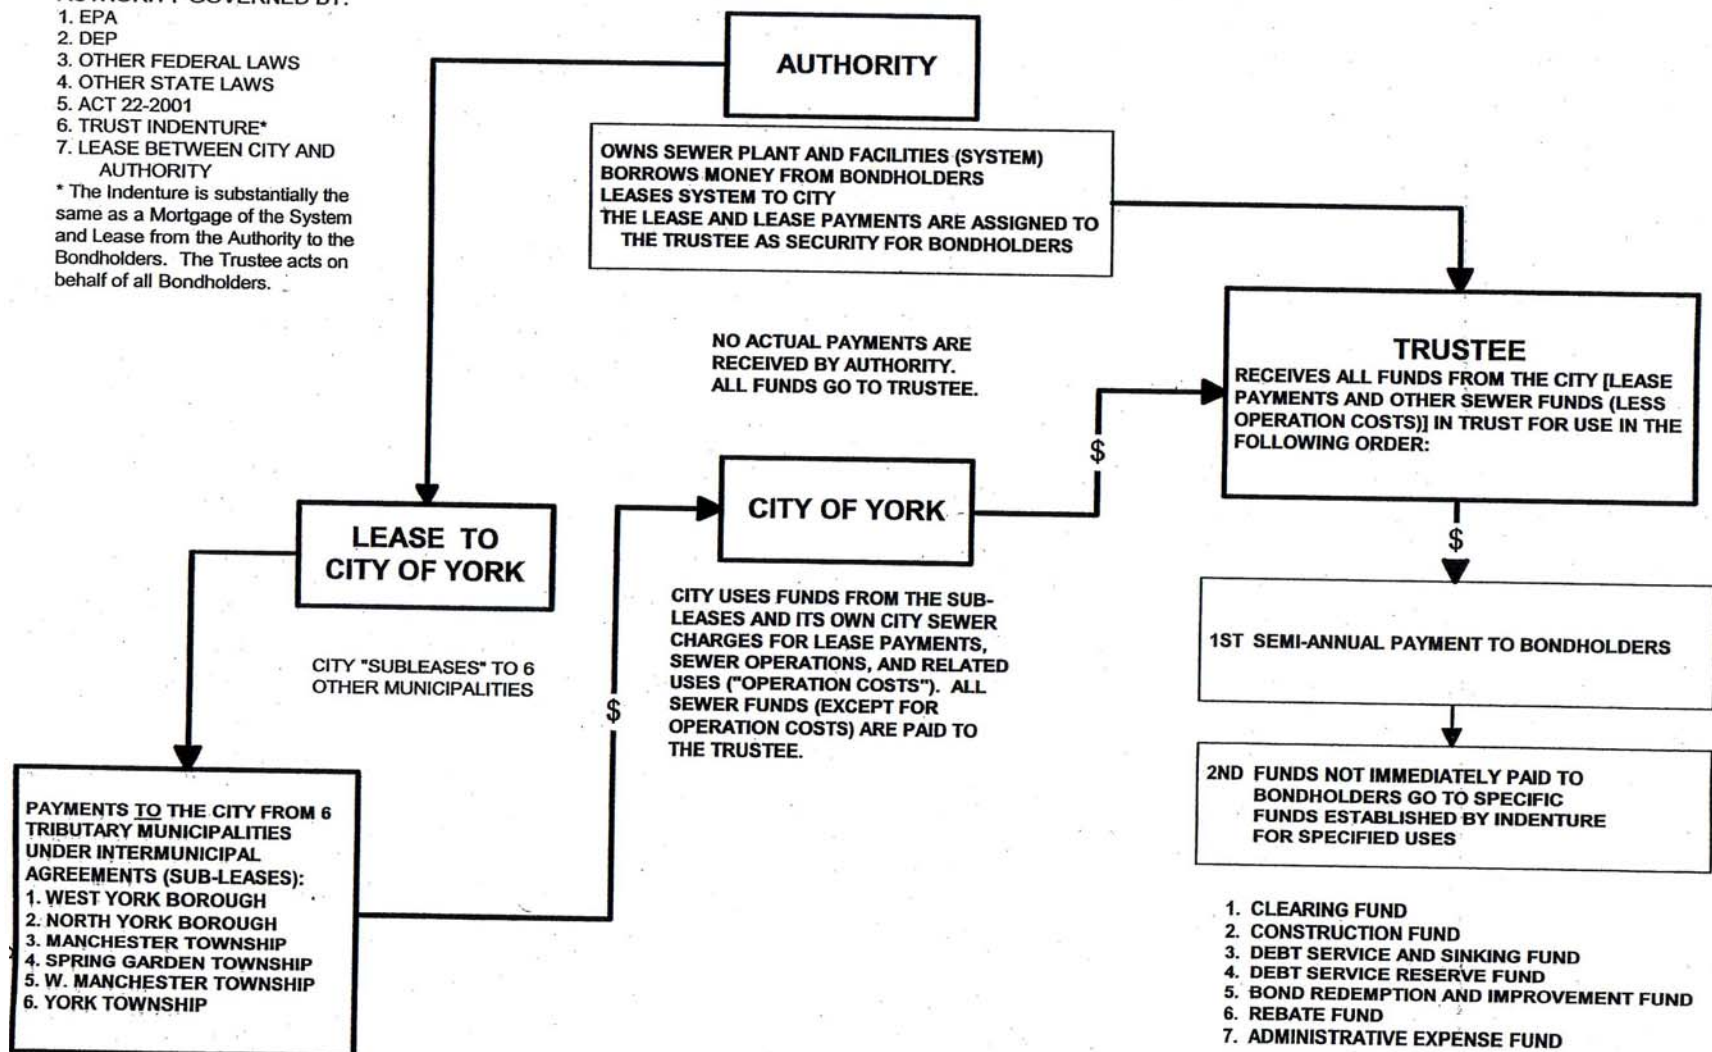 AUTHORITY GOVERNED BY:
1. EPA
2. DEP
3. OTHER FEDERAL LAWS
4. OTHER STATE LAWS
5. ACT 22-2001
6. TRUST INDENTURE*
7. LEASE BETWEEN CITY AND
AUTHORITY
* The Indenture is substantially the
same as a Mortgage of the System
and Lease from the Authority to the
Bondholders. The Trustee acts on
behalf of all Bondholders.
AUTHORITY
OWNS SEWER PLANT AND FACILITIES (SYSTEM)
BORROWS MONEY FROM BONDHOLDERS
LEASES SYSTEM TO CITY
THE LEASE AND LEASE PAYMENTS ARE ASSIGNED TO
THE TRUSTEE AS SECURITY FOR BONDHOLDERS
NO ACTUAL PAYMENTS ARE
RECEIVED BY AUTHORITY.
ALL FUNDS GO TO TRUSTEE.
TRUSTEE
RECEIVES ALL FUNDS FROM THE CITY [LEASE
PAYMENTS AND OTHER SEWER FUNDS (LESS
OPERATION COSTS)] IN TRUST FOR USE IN THE
FOLLOWING ORDER:
$
LEASE TO
CITY OF YORK
CITY OF YORK
$
CITY "SUBLEASES" TO 6
OTHER MUNICIPALITIES
CITY USES FUNDS FROM THE SUB-
LEASES AND ITS OWN CITY SEWER
CHARGES FOR LEASE PAYMENTS,
SEWER OPERATIONS, AND RELATED
USES ("OPERATION COSTS"). ALL
SEWER FUNDS (EXCEPT FOR
OPERATION COSTS) ARE PAID TO
THE TRUSTEE.
$
1ST SEMI-ANNUAL PAYMENT TO BONDHOLDERS
2ND FUNDS NOT IMMEDIATELY PAID TO
BONDHOLDERS GO TO SPECIFIC
FUNDS ESTABLISHED BY INDENTURE
FOR SPECIFIED USES
PAYMENTS TO THE CITY FROM 6
TRIBUTARY MUNICIPALITIES
UNDER INTERMUNICIPAL
AGREEMENTS (SUB-LEASES):
1. WEST YORK BOROUGH
2. NORTH YORK BOROUGH
3. MANCHESTER TOWNSHIP
4. SPRING GARDEN TOWNSHIP
5. W. MANCHESTER TOWNSHIP
6. YORK TOWNSHIP
1. CLEARING FUND
2. CONSTRUCTION FUND
3. DEBT SERVICE AND SINKING FUND
4. DEBT SERVICE RESERVE FUND
5. BOND REDEMPTION AND IMPROVEMENT FUND
6. REBATE FUND
7. ADMINISTRATIVE EXPENSE FUND